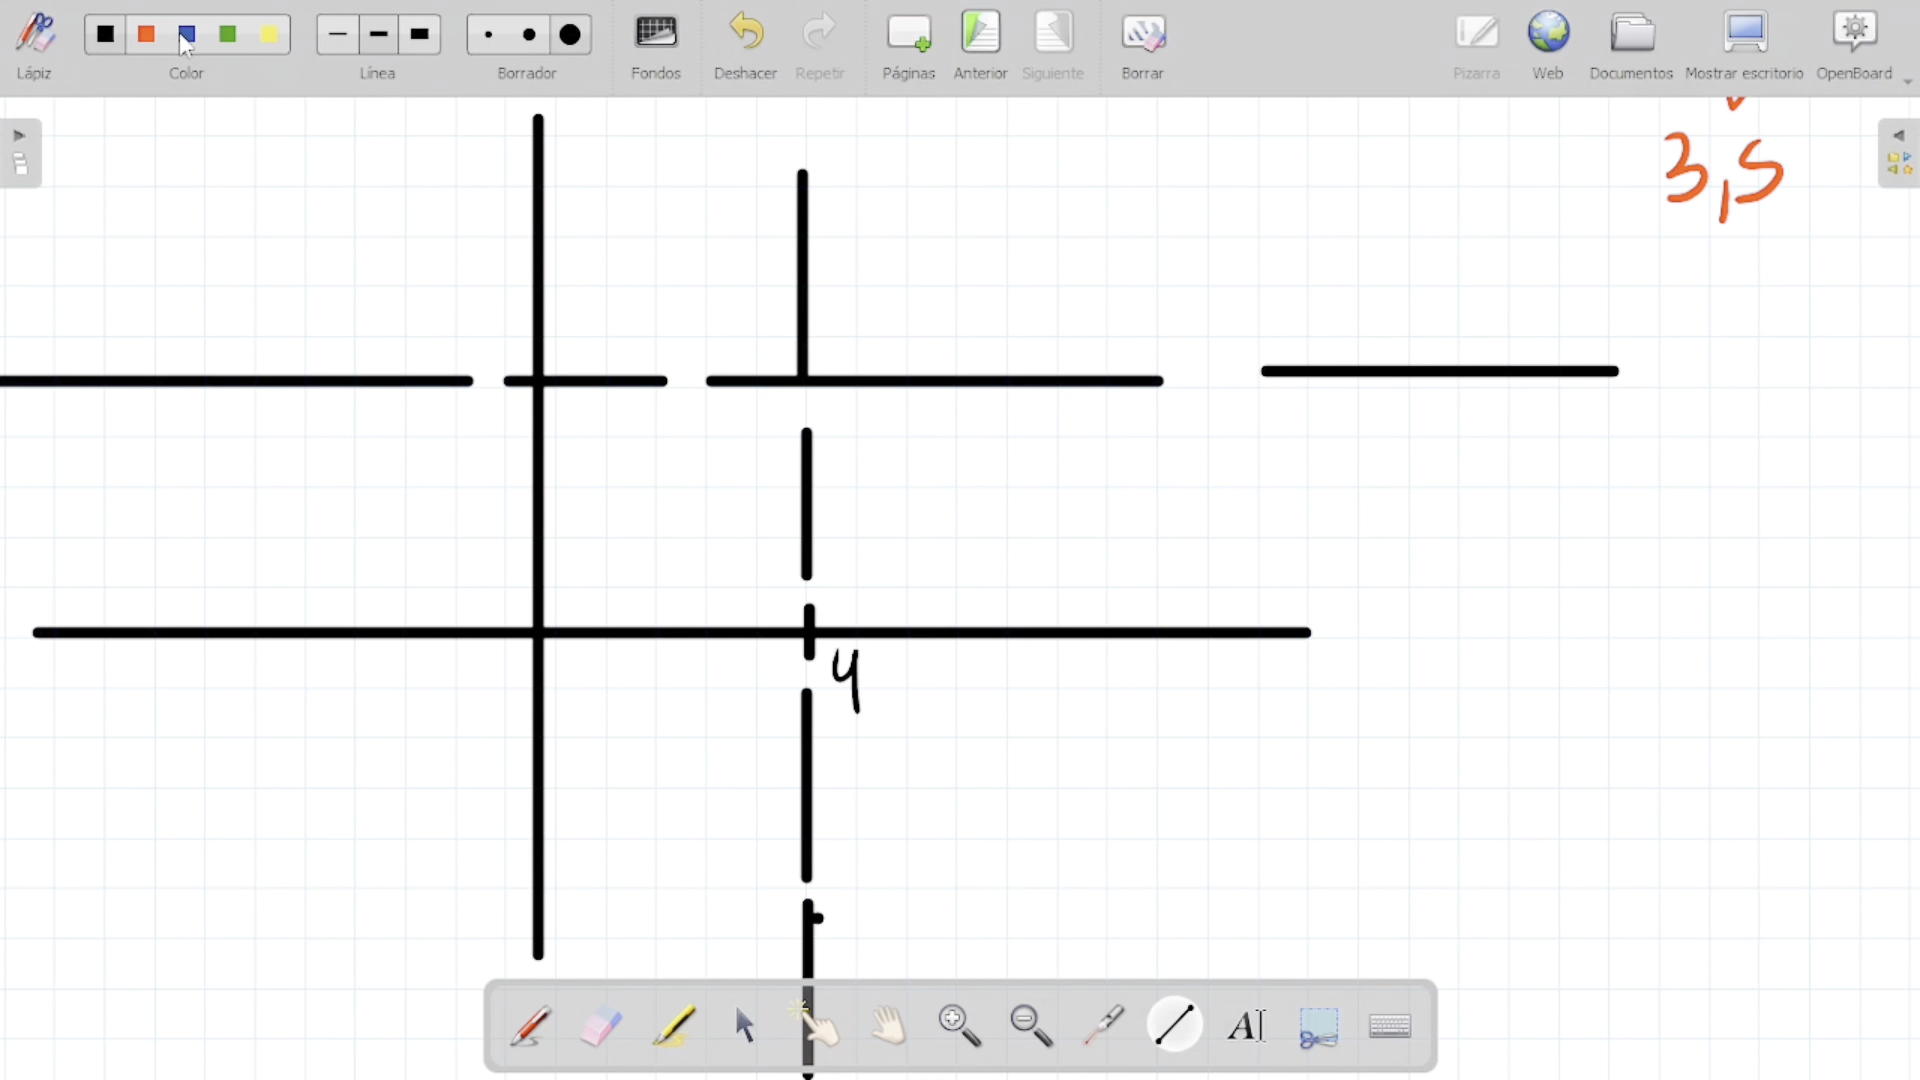 Lápiz
Color
Línea
Borrador
Fondos
Deshacer
Repetir
Páginas
Anterior
Siguiente
Borrar
Pizarra
Web
Documentos
Mostrar escritorio
OpenBoard
3,5
4
A